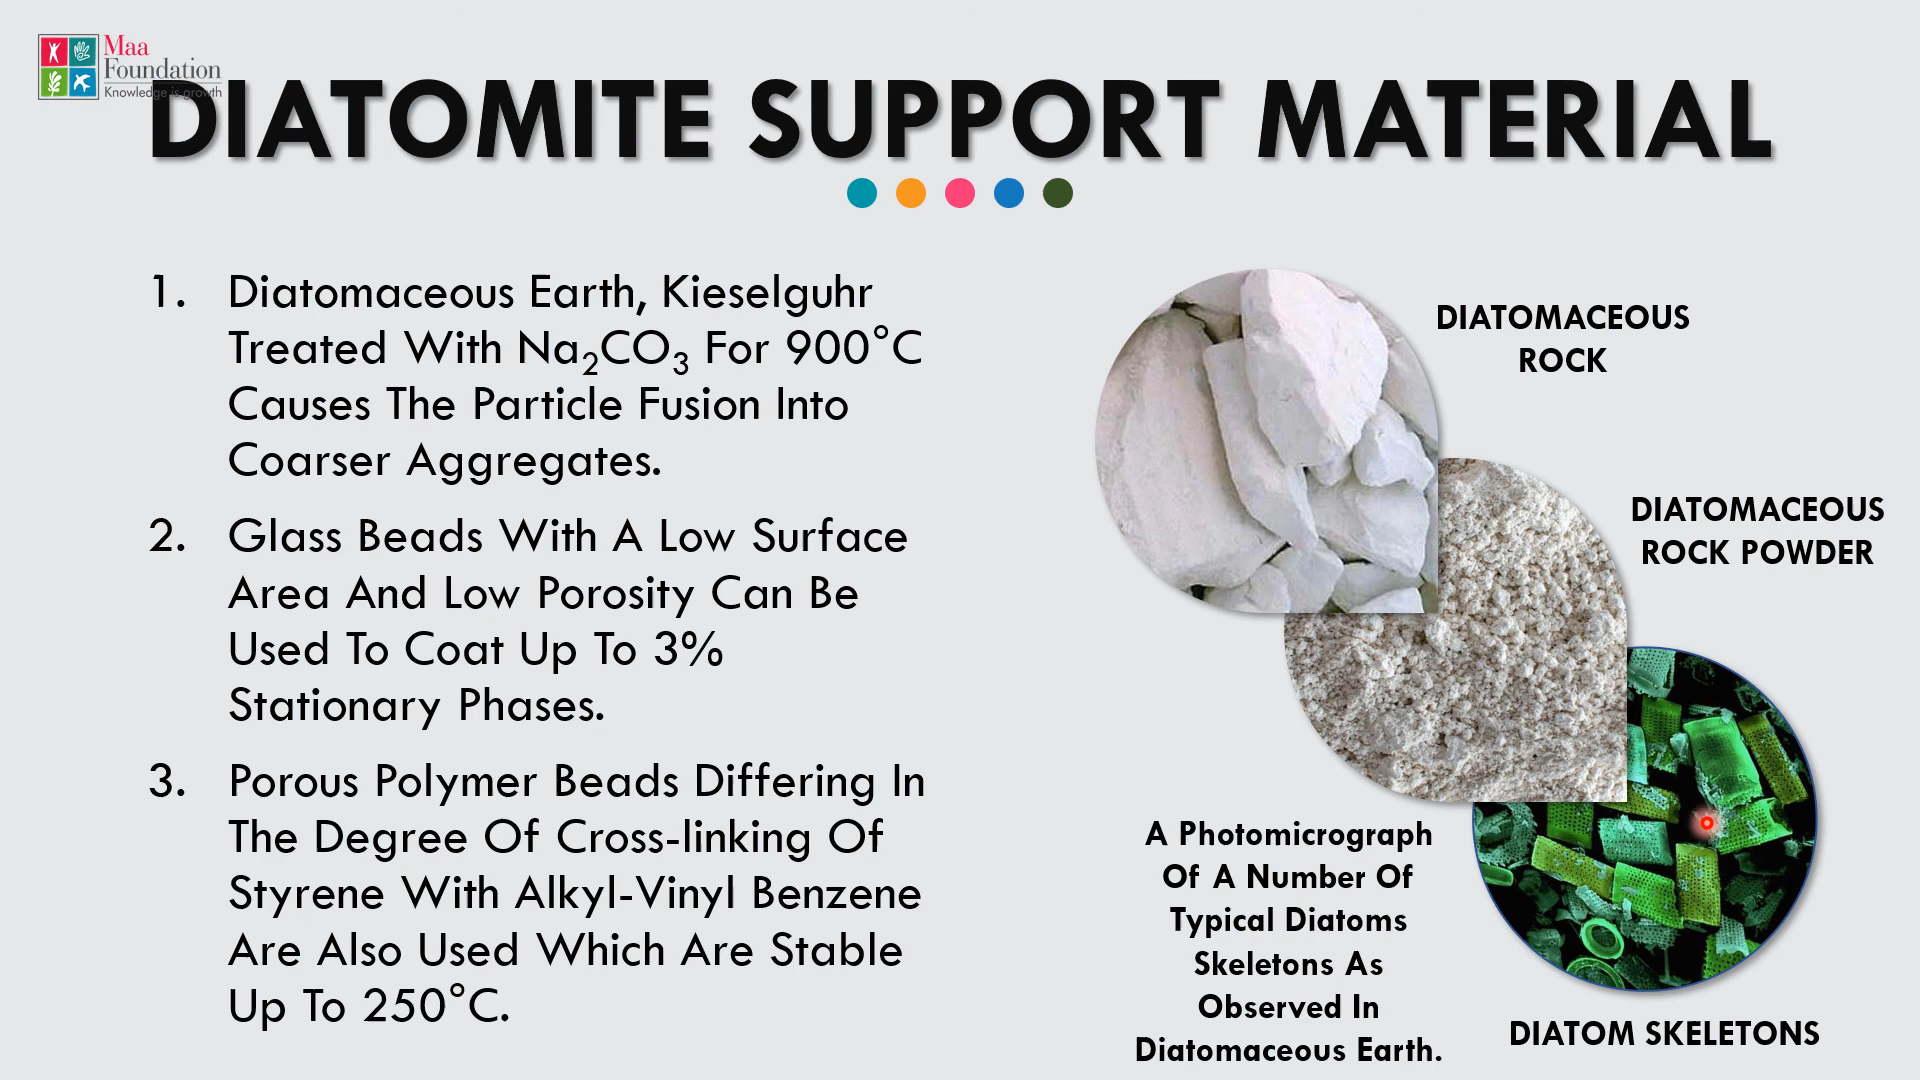 Maa
Foundation
Knowledge is growth
DIATOMITE SUPPORT MATERIAL
1. Diatomaceous Earth, Kieselguhr
Treated With Na₂CO₃ For 900°C
Causes The Particle Fusion Into
Coarser Aggregates.
2. Glass Beads With A Low Surface
Area And Low Porosity Can Be
Used To Coat Up To 3%
Stationary Phases.
3. Porous Polymer Beads Differing In
The Degree Of Cross-linking Of
Styrene With Alkyl-Vinyl Benzene
Are Also Used Which Are Stable
Up To 250°C.
DIATOMACEOUS
ROCK
DIATOMACEOUS
ROCK POWDER
A Photomicrograph
Of A Number Of
Typical Diatoms
Skeletons As
Observed In
Diatomaceous Earth.
DIATOM SKELETONS